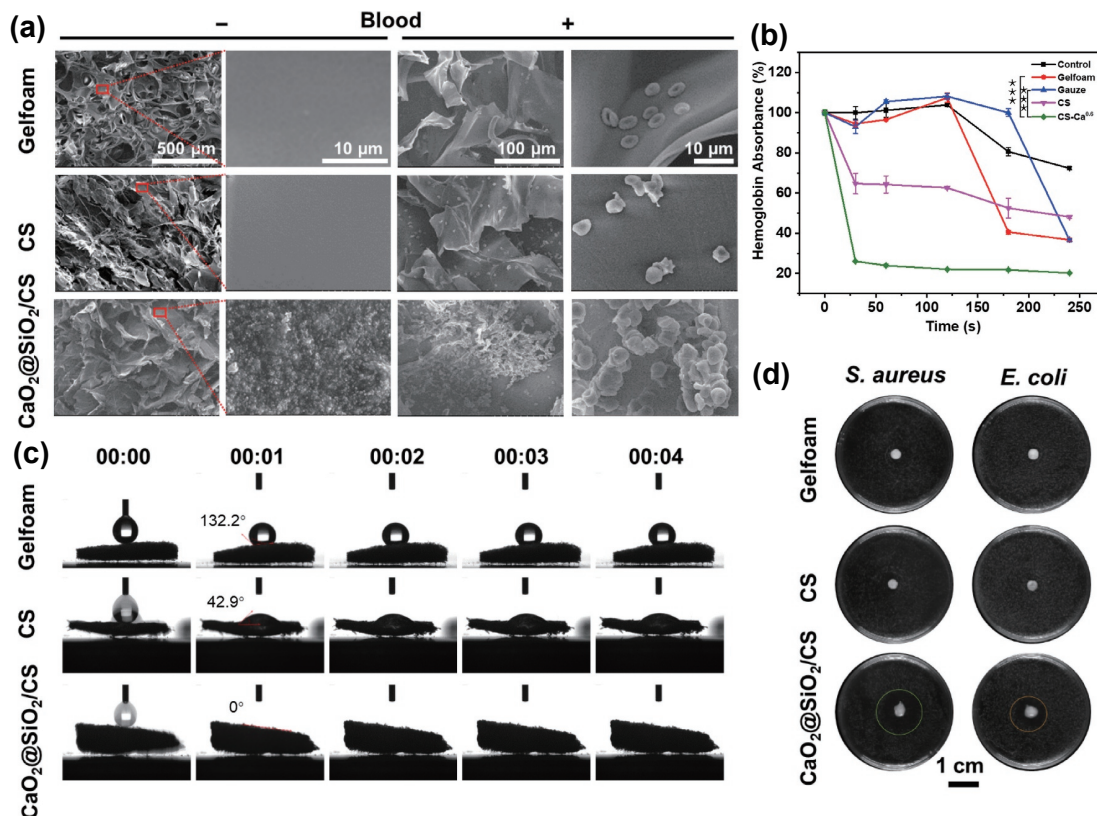 (a)
− Blood +
Gelfoam
500 µm
10 µm
100 µm
10 µm
CS
CaO₂@SiO₂/CS
(b)
Hemoglobin Absorbance (%)
120
100
80
60
40
20
0 50 100 150 200 250
Time (s)
Control
Gelfoam
Gauze
CS
CS-Ca⁰·⁶
***
***
(c)
00:00 00:01 00:02 00:03 00:04
Gelfoam
132.2°
CS
42.9°
CaO₂@SiO₂/CS
0°
(d)
S. aureus E. coli
Gelfoam
CS
CaO₂@SiO₂/CS
1 cm